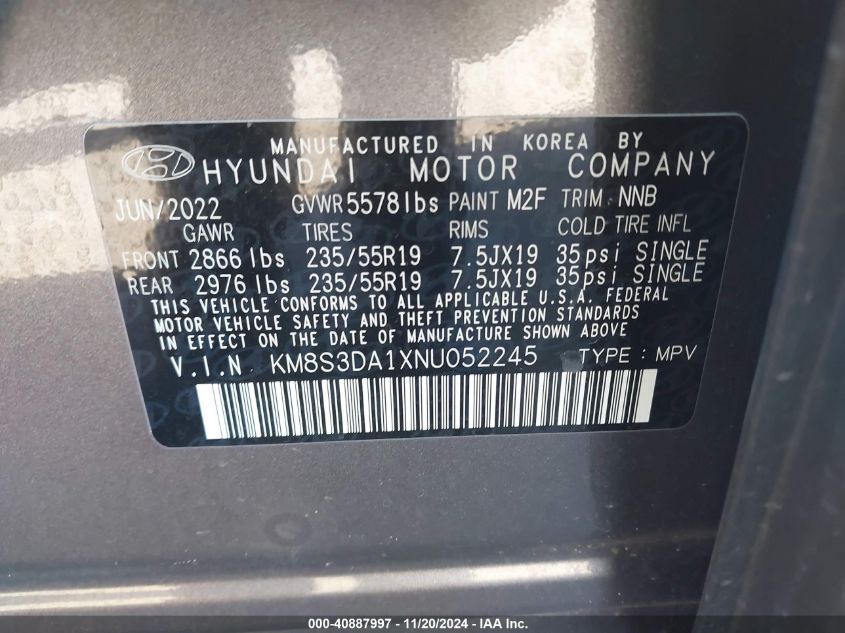 MANUFACTURED IN KOREA BY
HYUNDAI MOTOR COMPANY
JUN/2022 GVWR 5578lbs PAINT M2F TRIM: NNB
GAWR TIRES RIMS COLD TIRE INFL
FRONT 2866 lbs 235/55R19 7.5JX19 35psi SINGLE
REAR 2976 lbs 235/55R19 7.5JX19 35psi SINGLE
THIS VEHICLE CONFORMS TO ALL APPLICABLE U.S.A. FEDERAL
MOTOR VEHICLE SAFETY AND THEFT PREVENTION STANDARDS
IN EFFECT ON THE DATE OF MANUFACTURE SHOWN ABOVE
V.I.N KM8S3DA1XNU052245 TYPE: MPV
000-40887997 - 11/20/2024 - IAA Inc.